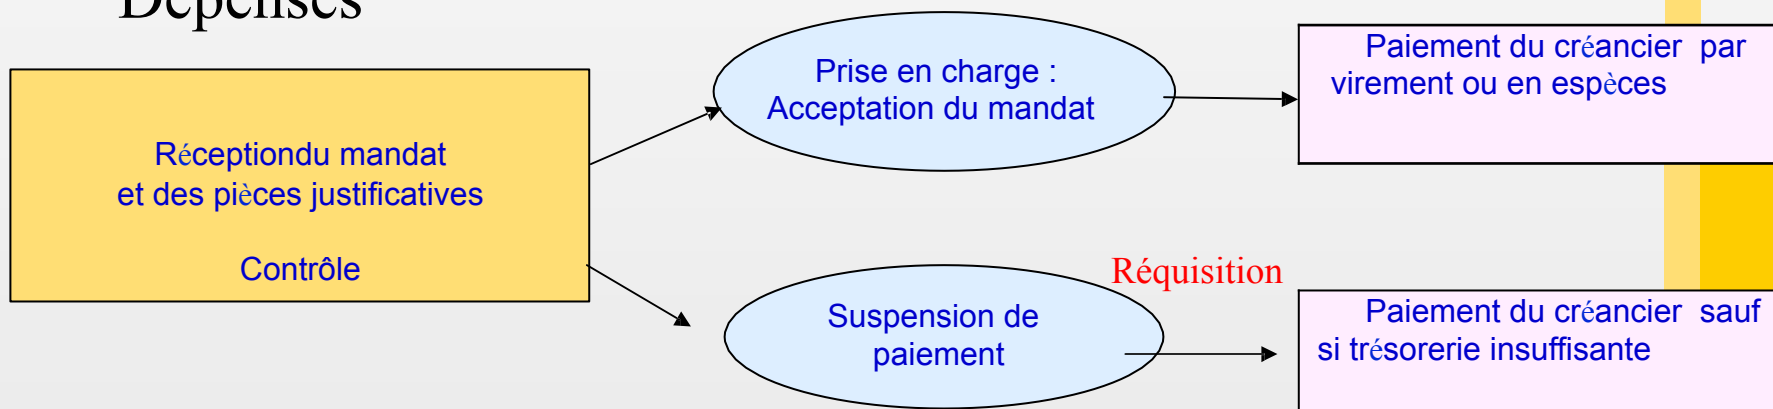 Dépenses
Réceptiondu mandat
et des pièces justificatives
Contrôle
Prise en charge :
Acceptation du mandat
Paiement du créancier par
virement ou en espèces
Suspension de
paiement
Réquisition
Paiement du créancier sauf
si trésorerie insuffisante